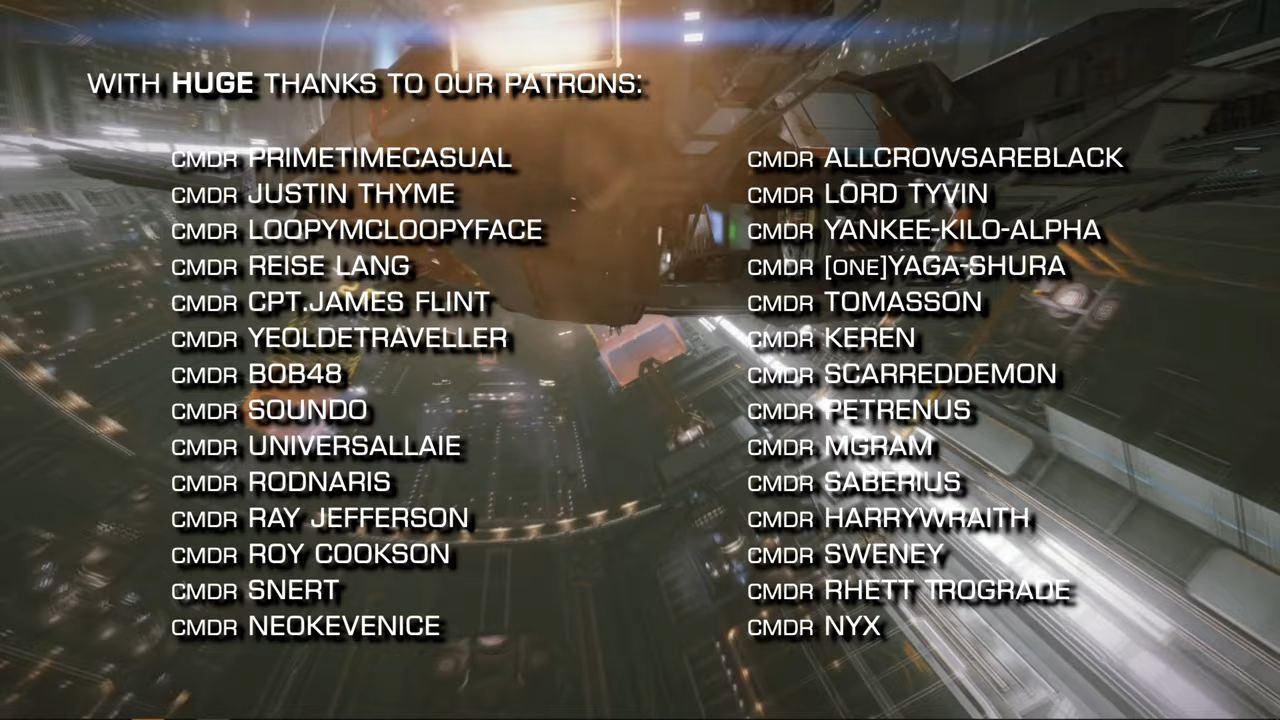 WITH HUGE THANKS TO OUR PATRONS:
CMDR PRIMETIMECASUAL
CMDR JUSTIN THYME
CMDR LOOPYMCLOOPYFACE
CMDR REISE LANG
CMDR CPT.JAMES FLINT
CMDR YEOLDETRAVELLER
CMDR BOB48
CMDR SOUNDO
CMDR UNIVERSALLAIE
CMDR RODNARIS
CMDR RAY JEFFERSON
CMDR ROY COOKSON
CMDR SNERT
CMDR NEOKEVENICE
CMDR ALLCROWSAREBLACK
CMDR LORD TYVIN
CMDR YANKEE-KILO-ALPHA
CMDR [ONE]YAGA-SHURA
CMDR TOMASSON
CMDR KEREN
CMDR SCARREDDEMON
CMDR PETRENUS
CMDR MGRAM
CMDR SABERIUS
CMDR HARRYWRAITH
CMDR SWENEY
CMDR RHETT TROGRADE
CMDR NYX